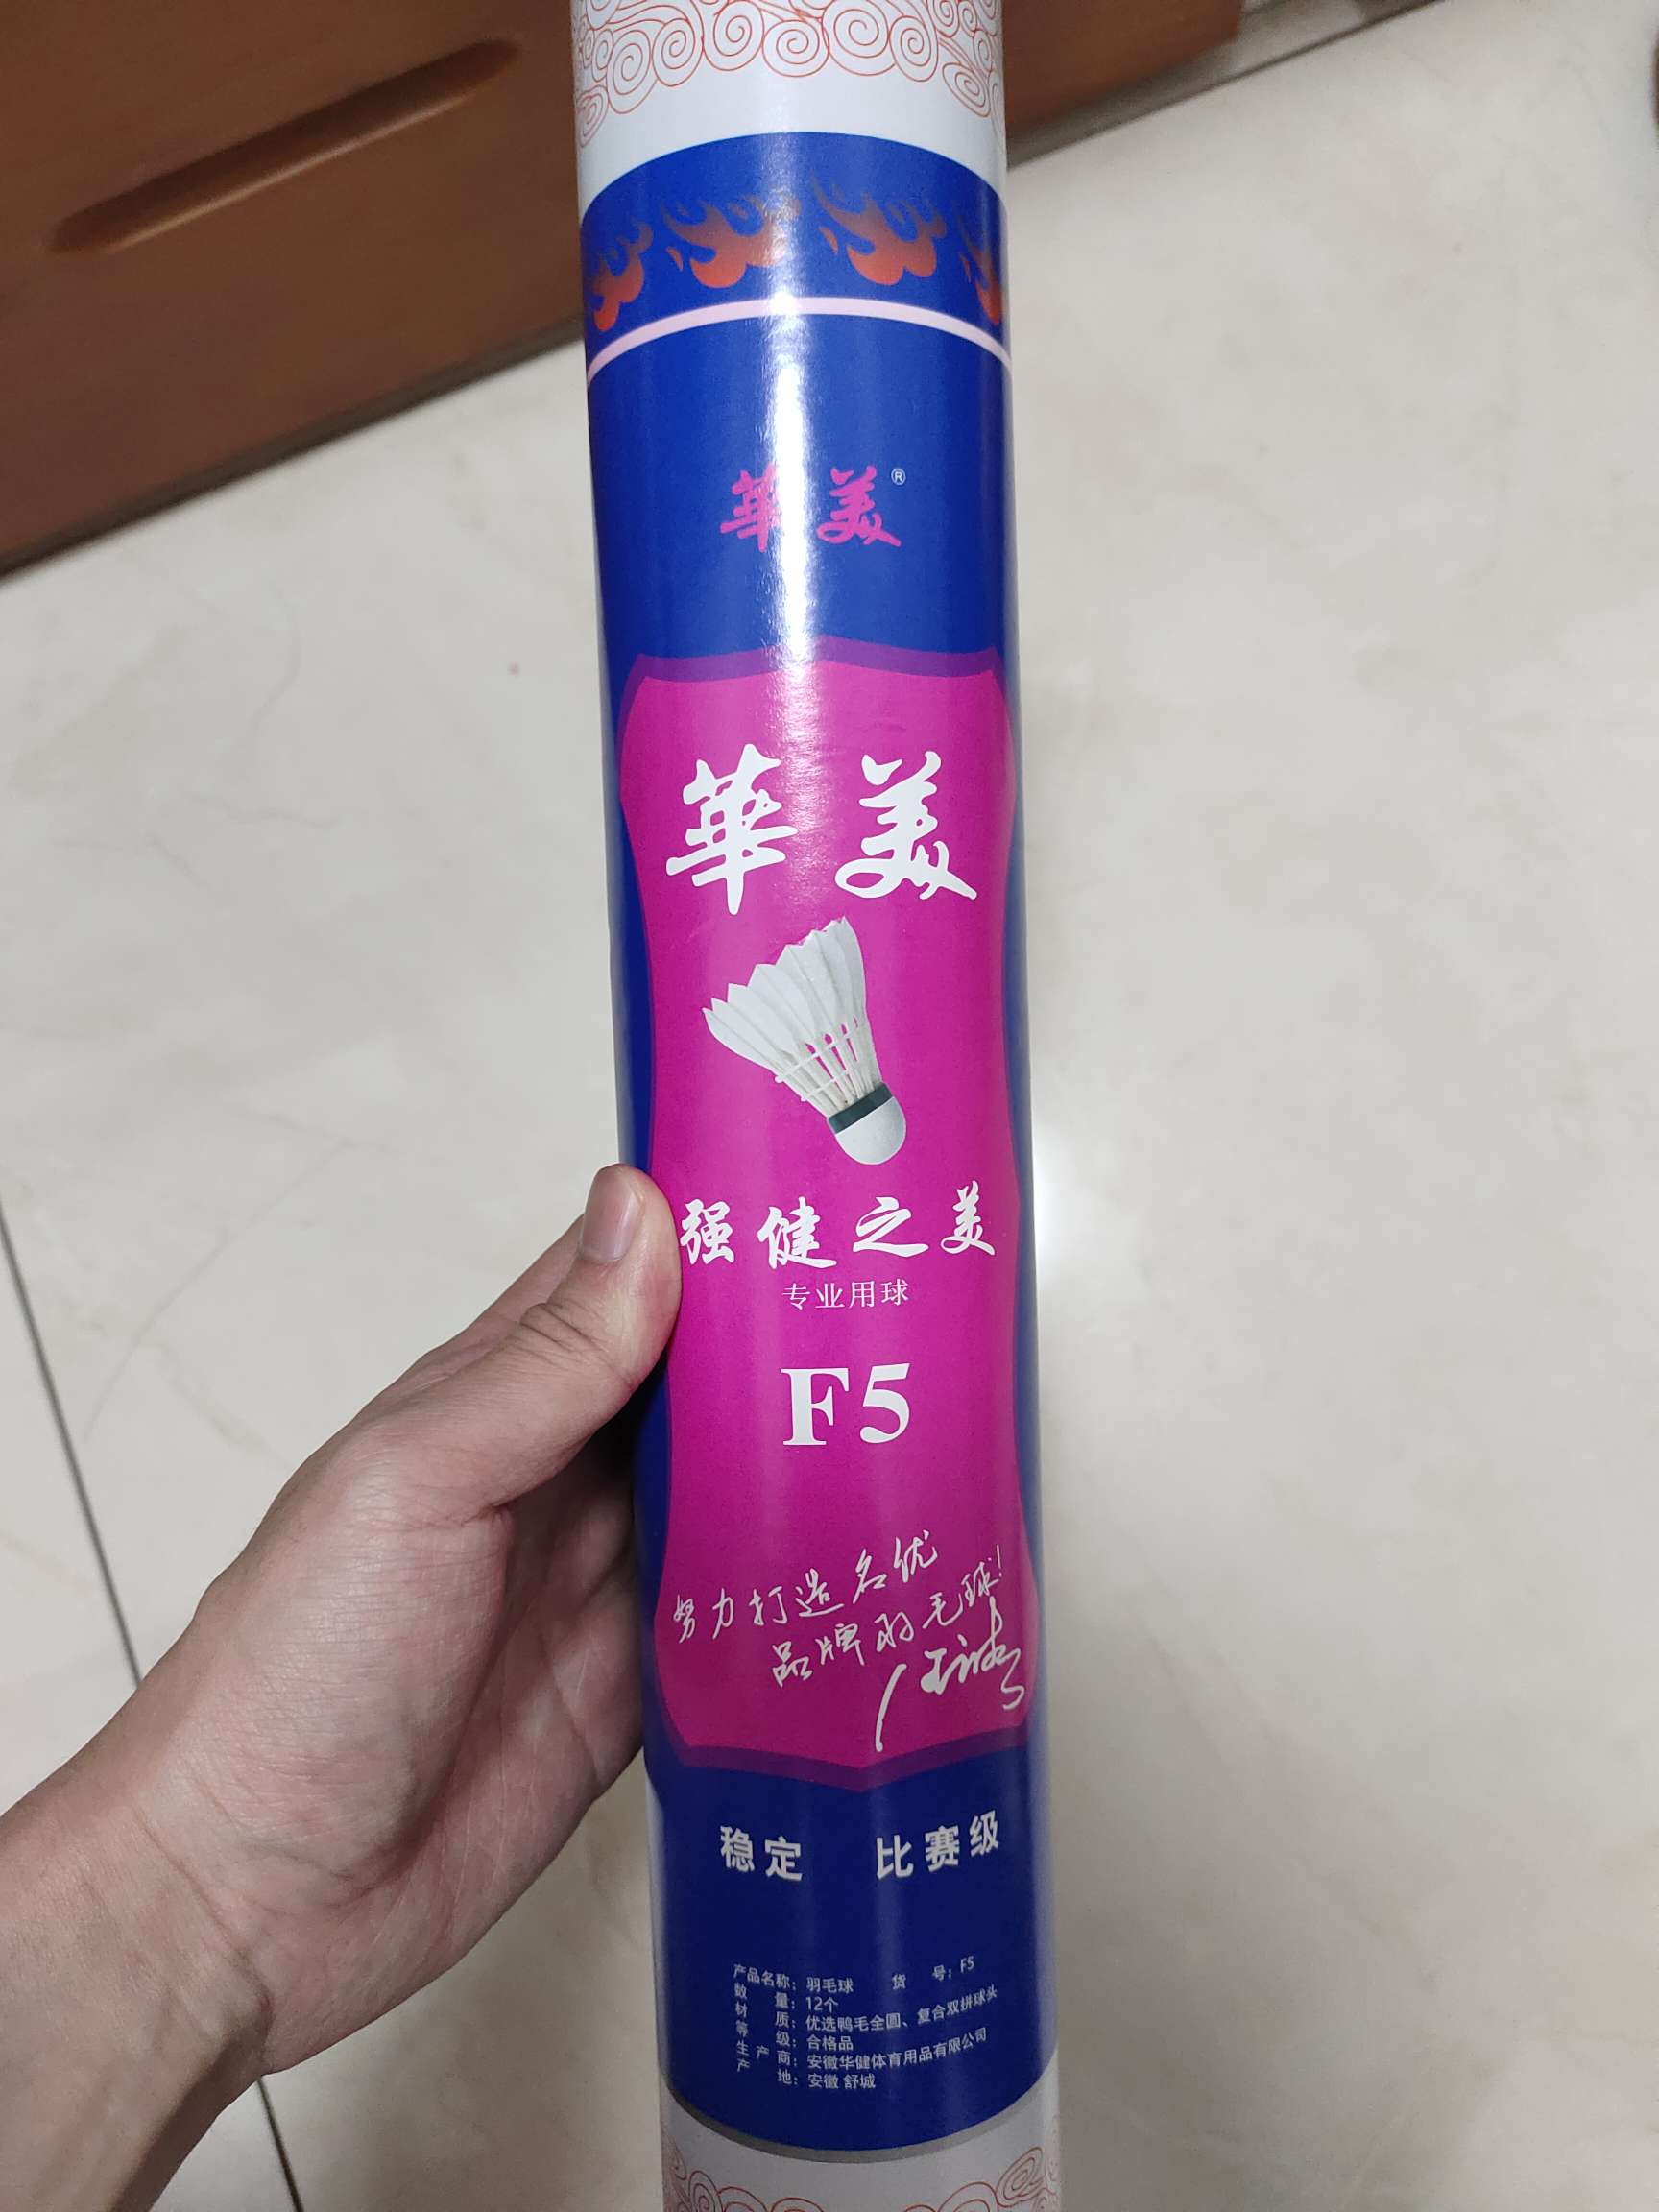 華美®
華美
强健之美
专业用球
F5
努力打造名优
品牌羽毛球!
稳定 比赛级
产品名称：羽毛球 货号：F5
数量：12个
材质：优选鸭毛全圆、复合双拼球头
等级：合格品
生产商：安徽华健体育用品有限公司
产地：安徽 舒城